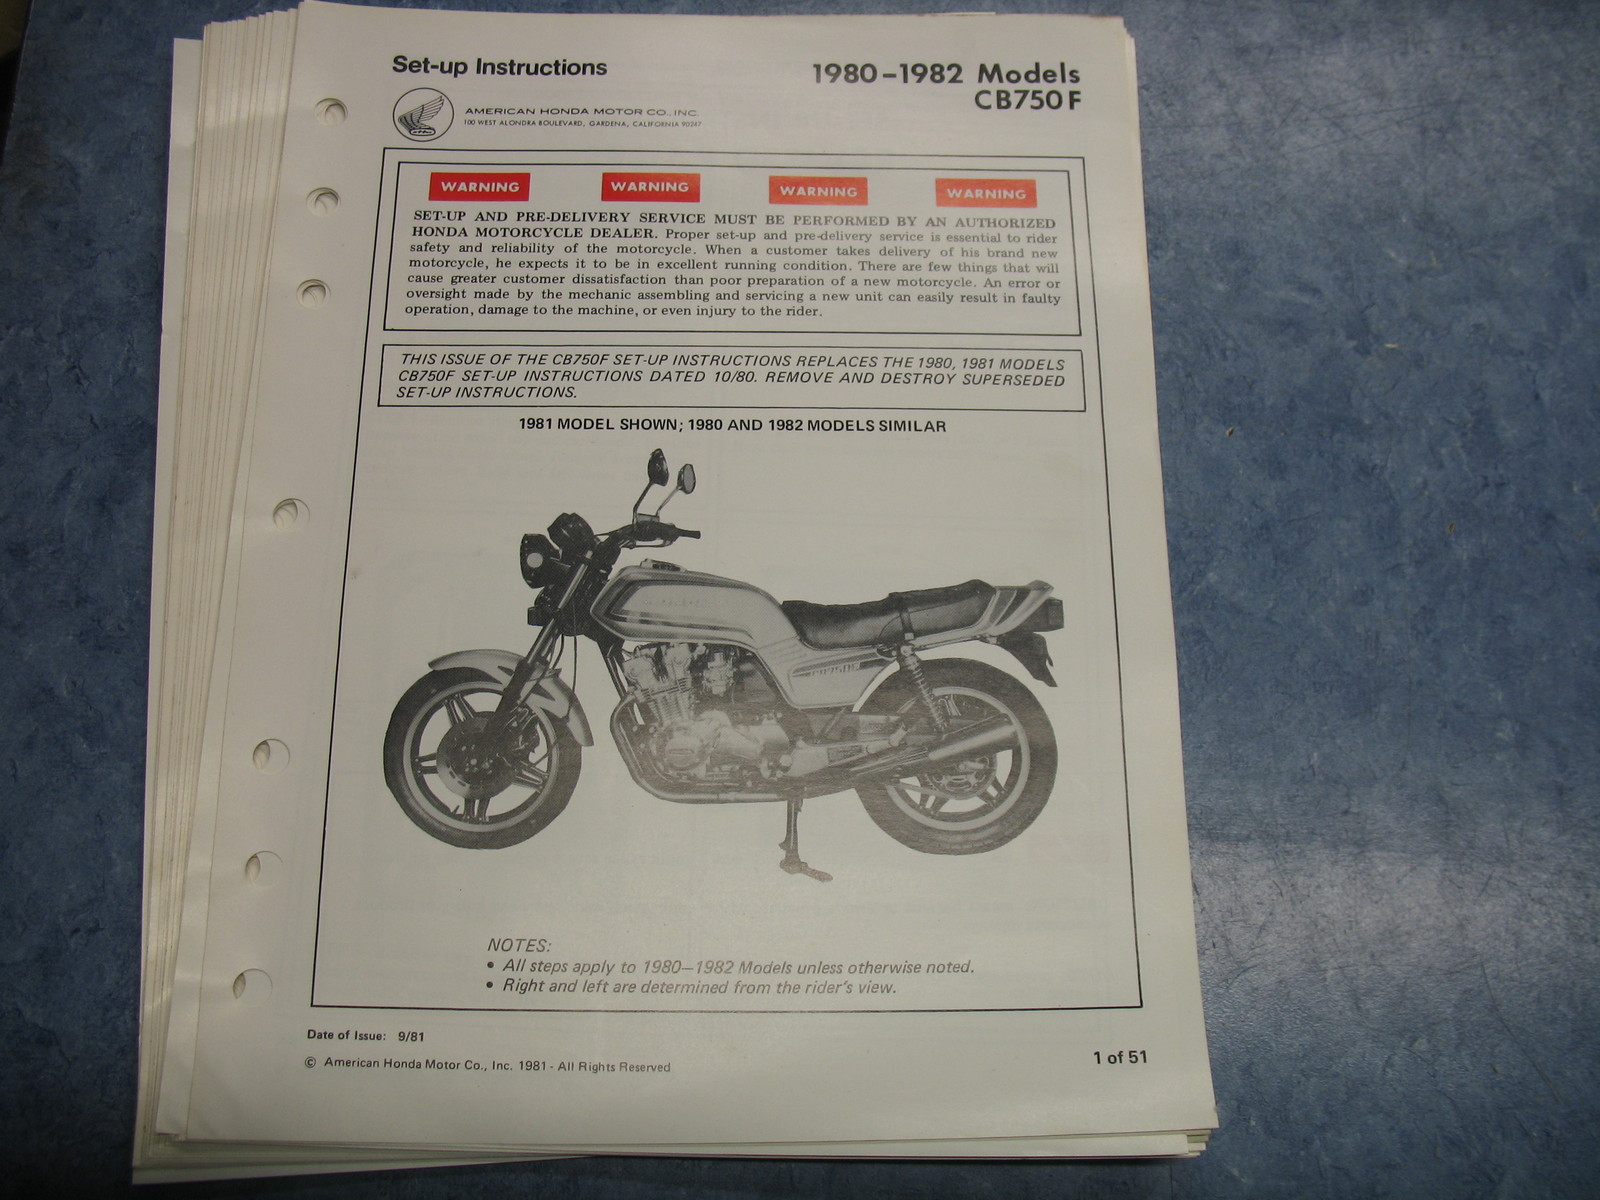 Set-up Instructions
1980–1982 Models
CB750F
AMERICAN HONDA MOTOR CO., INC.
100 WEST ALONDRA BOULEVARD, GARDENA, CALIFORNIA 90247
WARNING WARNING WARNING WARNING
SET-UP AND PRE-DELIVERY SERVICE MUST BE PERFORMED BY AN AUTHORIZED
HONDA MOTORCYCLE DEALER. Proper set-up and pre-delivery service is essential to rider
safety and reliability of the motorcycle. When a customer takes delivery of his brand new
motorcycle, he expects it to be in excellent running condition. There are few things that will
cause greater customer dissatisfaction than poor preparation of a new motorcycle. An error or
oversight made by the mechanic assembling and servicing a new unit can easily result in faulty
operation, damage to the machine, or even injury to the rider.
THIS ISSUE OF THE CB750F SET-UP INSTRUCTIONS REPLACES THE 1980, 1981 MODELS
CB750F SET-UP INSTRUCTIONS DATED 10/80. REMOVE AND DESTROY SUPERSEDED
SET-UP INSTRUCTIONS.
1981 MODEL SHOWN; 1980 AND 1982 MODELS SIMILAR
CB750F
NOTES:
• All steps apply to 1980–1982 Models unless otherwise noted.
• Right and left are determined from the rider's view.
Date of Issue: 9/81
© American Honda Motor Co., Inc. 1981 - All Rights Reserved
1 of 51